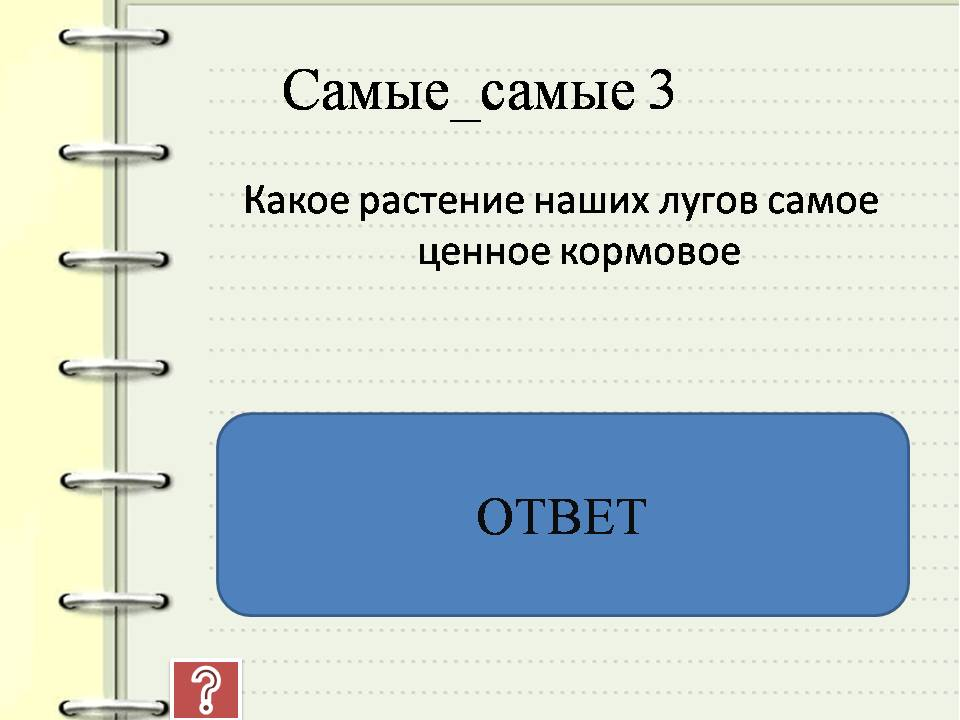 Самые_самые 3
Какое растение наших лугов самое
ценное кормовое
ОТВЕТ
?